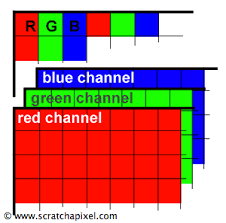 R G B
blue channel
green channel
red channel
© www.scratchapixel.com